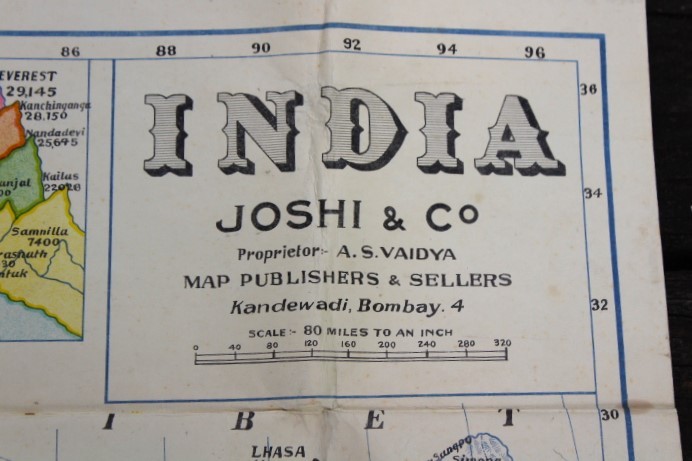 86 88 90 92 94 96
EVEREST
29,145
Kanchinganga
28,150
Nandadevi
25,645
Kailas
22028
Samnilla
7400
36
34
32
30
INDIA
JOSHI & Co
Proprietor:- A. S. VAIDYA
MAP PUBLISHERS & SELLERS
Kandewadi, Bombay. 4
SCALE:- 80 MILES TO AN INCH
0 40 80 120 160 200 240 280 320
I B E T
LHASA
Sangpo